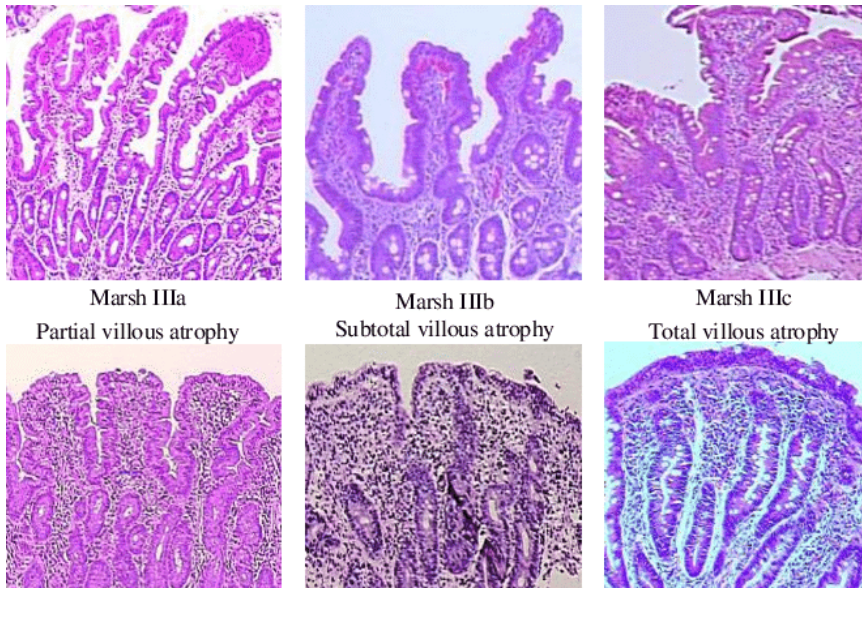 Marsh IIIa
Marsh IIIb
Marsh IIIc
Partial villous atrophy
Subtotal villous atrophy
Total villous atrophy